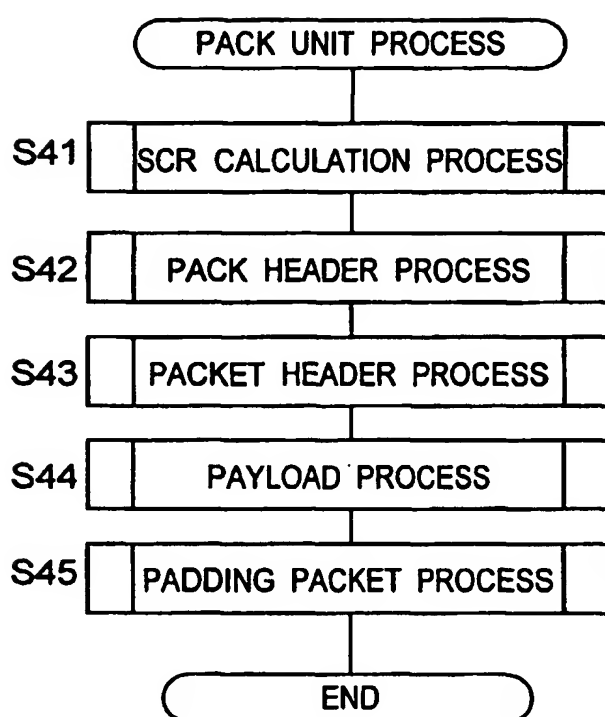 PACK UNIT PROCESS
S41 SCR CALCULATION PROCESS
S42 PACK HEADER PROCESS
S43 PACKET HEADER PROCESS
S44 PAYLOAD PROCESS
S45 PADDING PACKET PROCESS
END